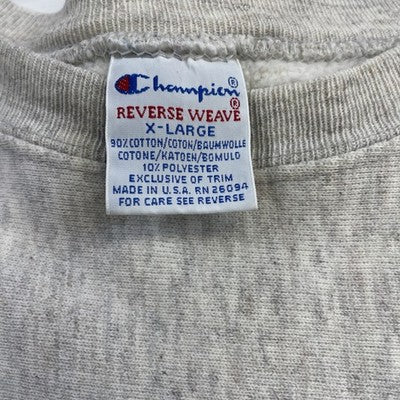 Champion®
REVERSE WEAVE®
X-LARGE
90% COTTON/COTON/BAUMWOLLE
COTONE/KATOEN/BOMULD
10% POLYESTER
EXCLUSIVE OF TRIM
MADE IN U.S.A. RN 26094
FOR CARE SEE REVERSE